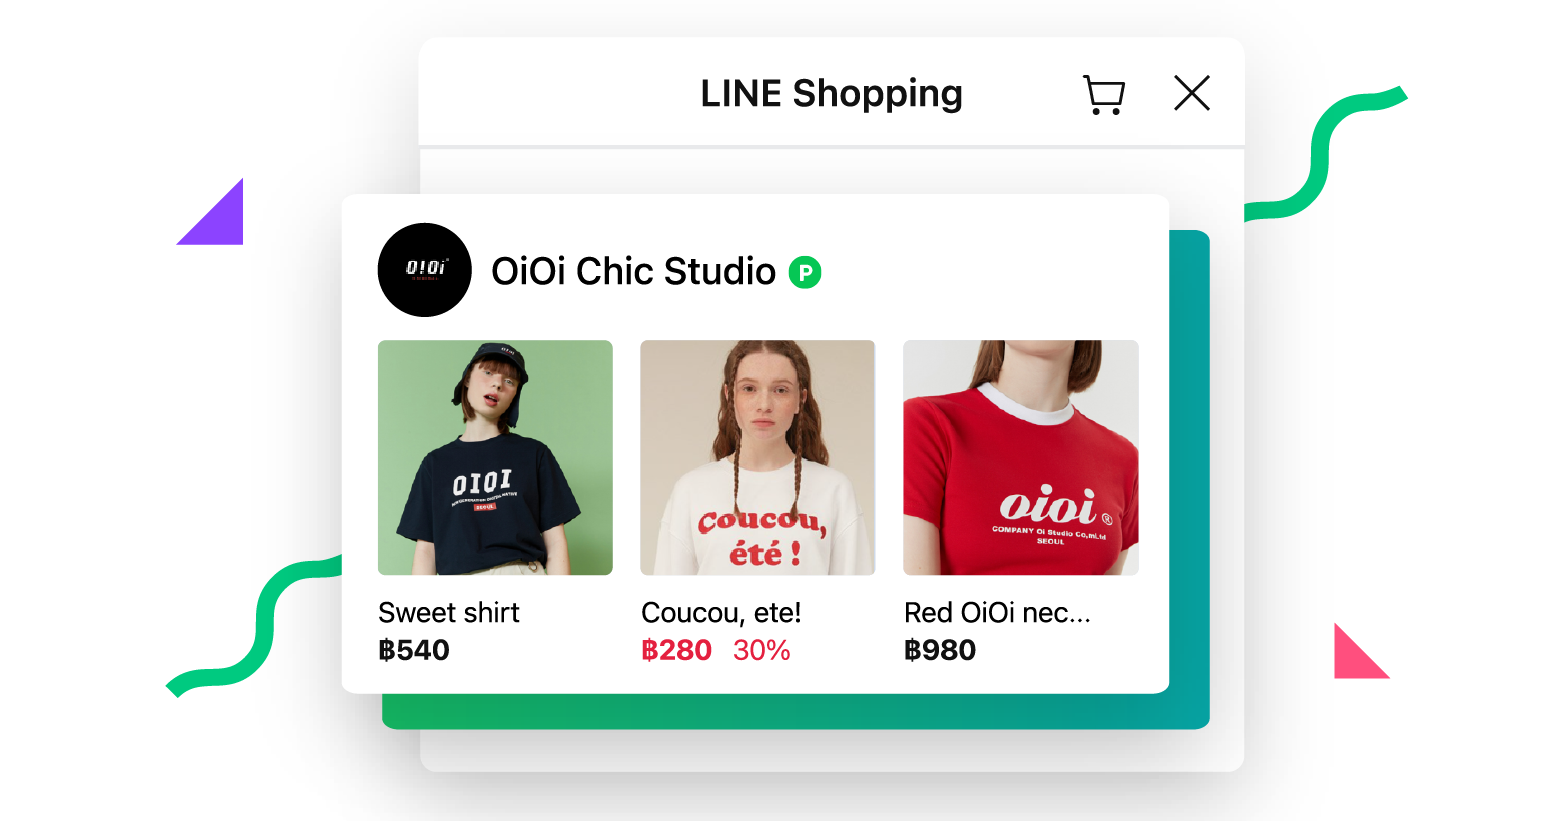 LINE Shopping
OiOi
OiOi Chic Studio P
OIOI
SEOUL
Coucou,
été !
oioi ®
COMPANY Oi Studio Co,mLtd
SEOUL
Sweet shirt
Coucou, ete!
Red OiOi nec...
฿540
฿280 30%
฿980